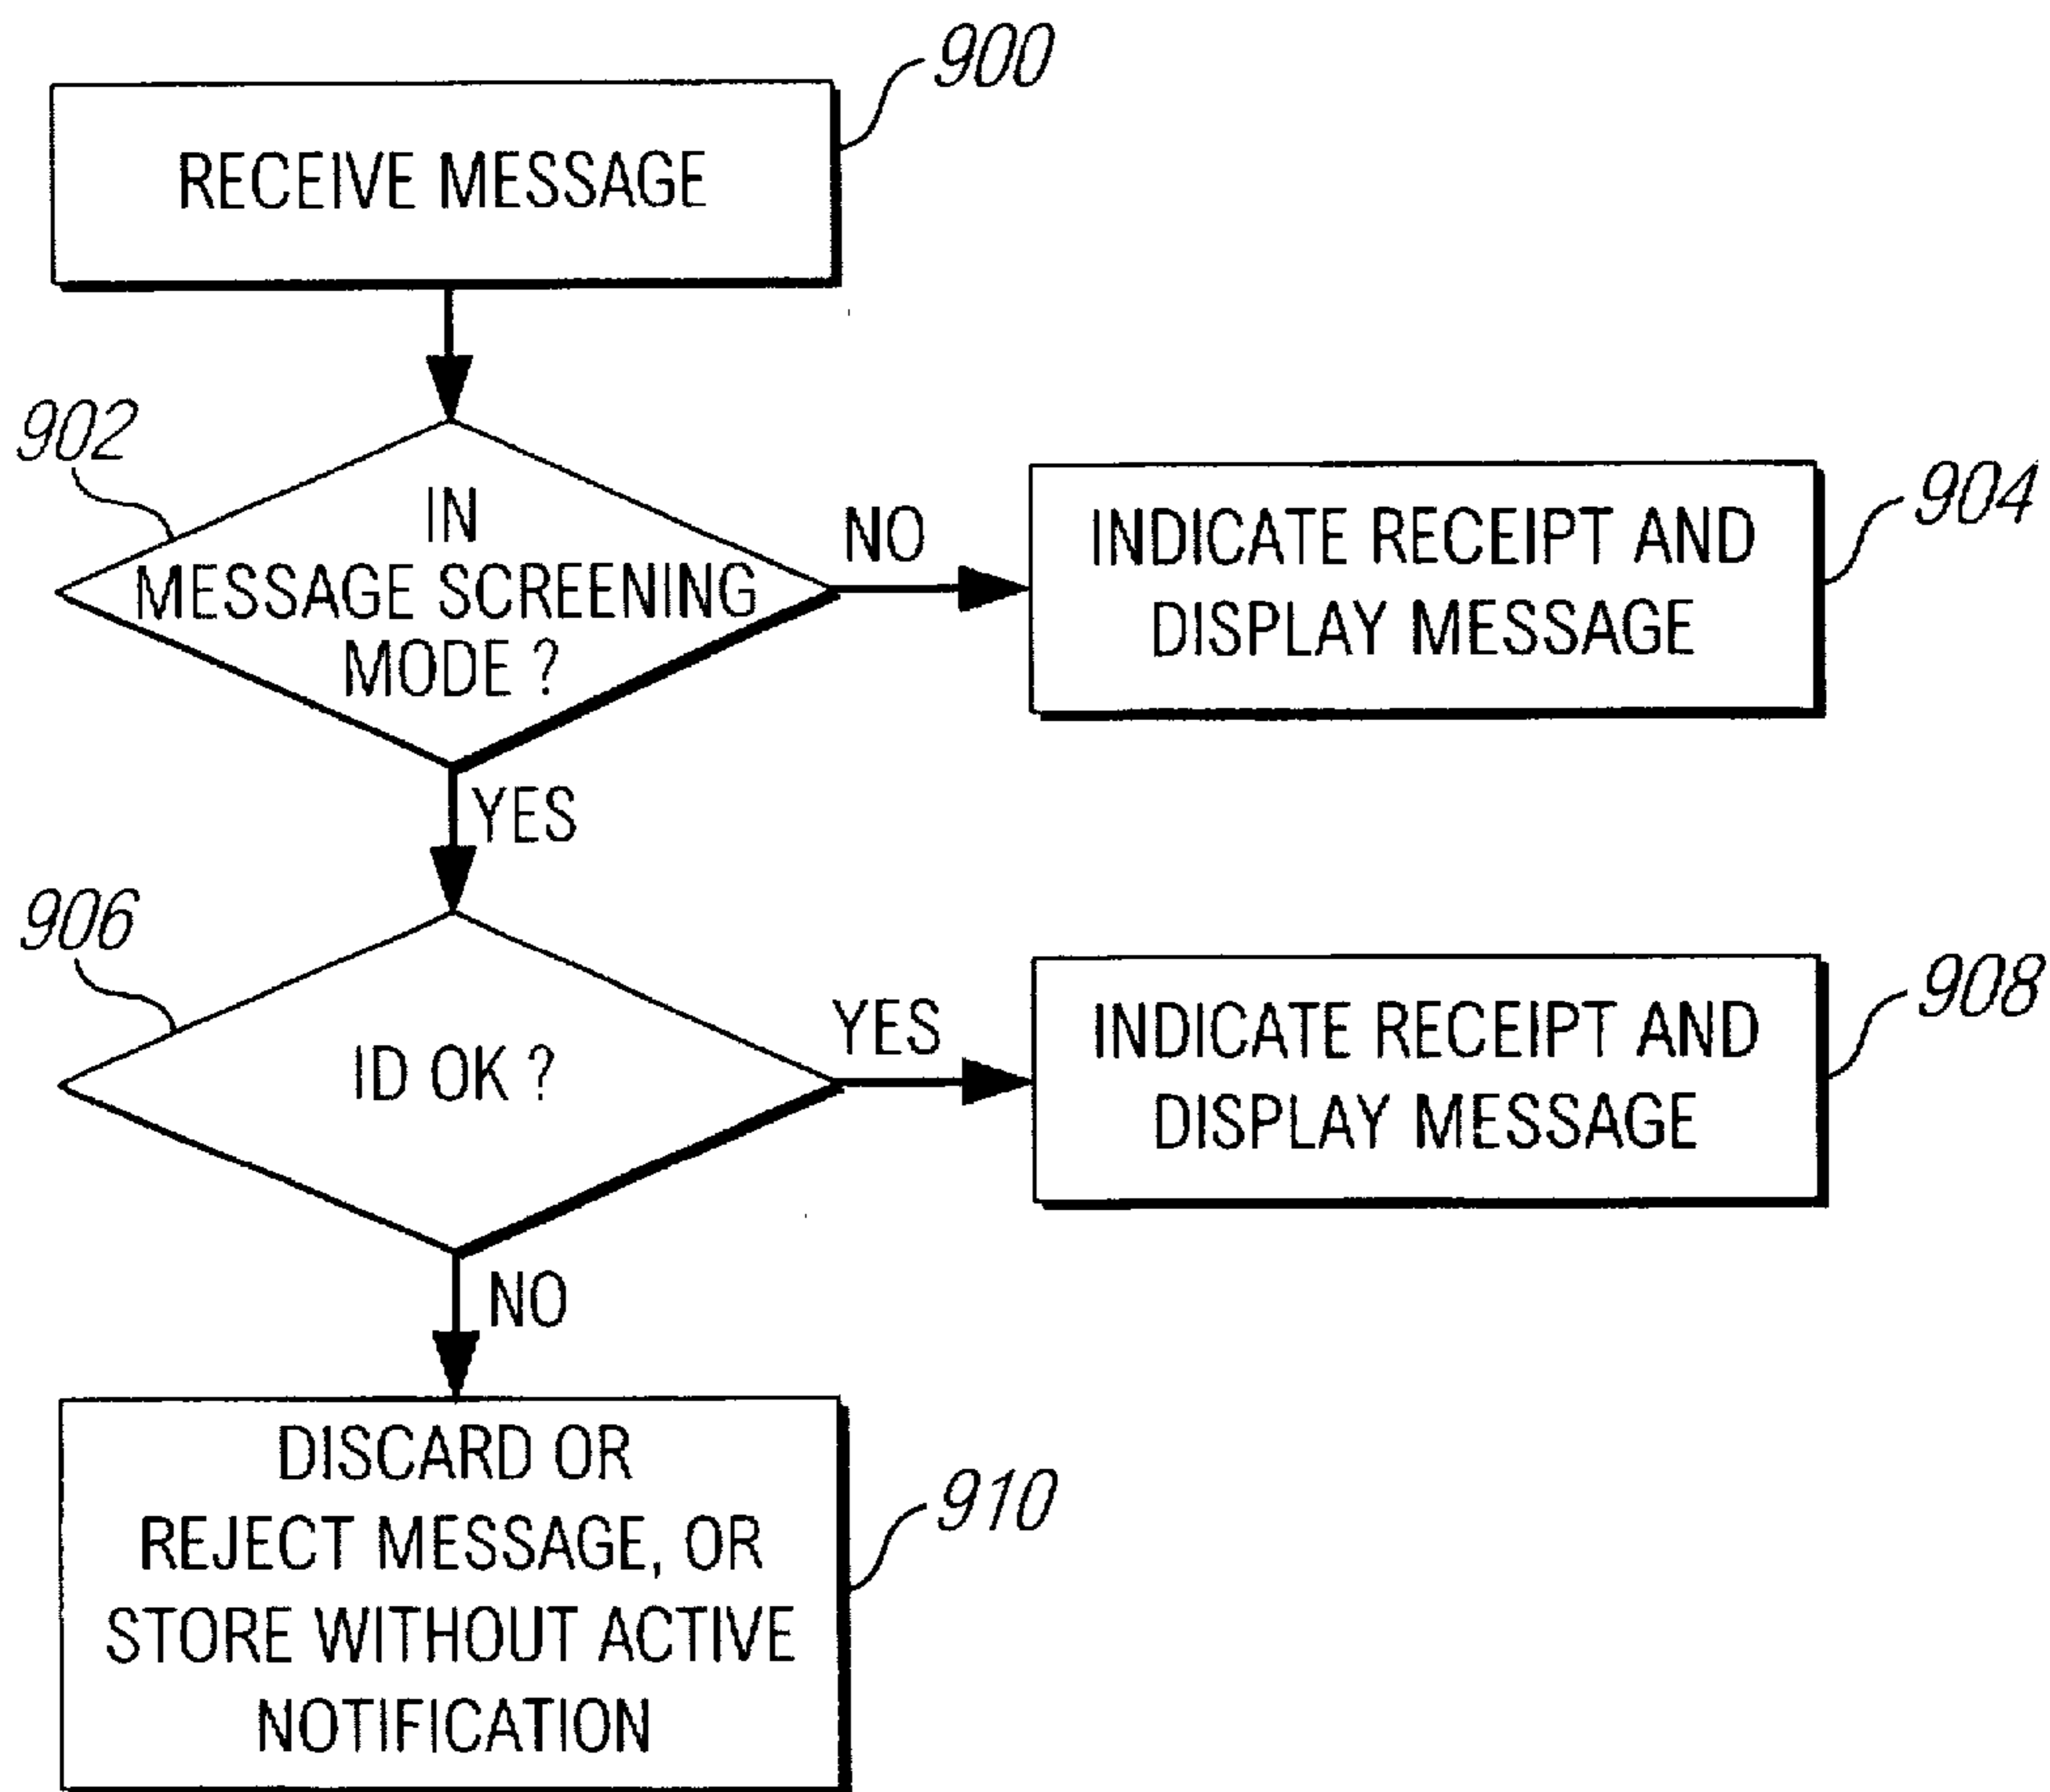 900
RECEIVE MESSAGE
902
IN
MESSAGE SCREENING
MODE ?
NO
INDICATE RECEIPT AND
DISPLAY MESSAGE
904
YES
906
ID OK ?
YES
INDICATE RECEIPT AND
DISPLAY MESSAGE
908
NO
DISCARD OR
REJECT MESSAGE, OR
STORE WITHOUT ACTIVE
NOTIFICATION
910